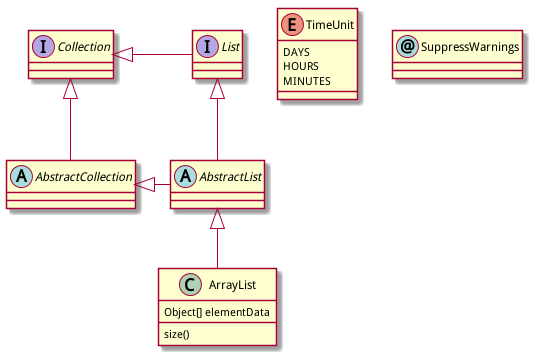 I Collection
I List
E TimeUnit
DAYS
HOURS
MINUTES
@ SuppressWarnings
A AbstractCollection
A AbstractList
C ArrayList
Object[] elementData
size()